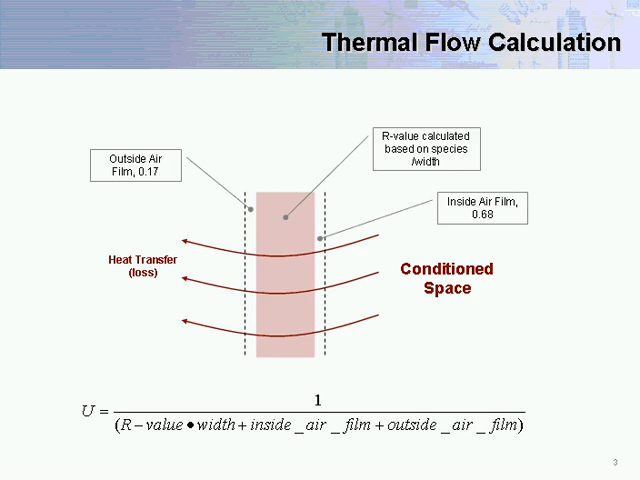 Thermal Flow Calculation
R-value calculated
based on species
/width
Outside Air
Film, 0.17
Inside Air Film,
0.68
Heat Transfer
(loss)
Conditioned
Space
U = 1 / (R − value • width + inside _ air _ film + outside _ air _ film)
3